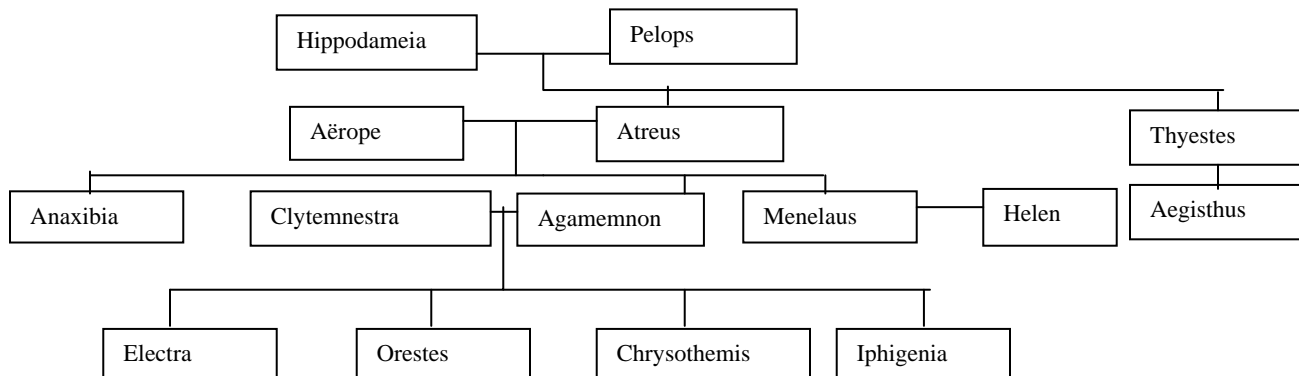 Hippodameia
Pelops
Aërope
Atreus
Thyestes
Anaxibia
Clytemnestra
Agamemnon
Menelaus
Helen
Aegisthus
Electra
Orestes
Chrysothemis
Iphigenia